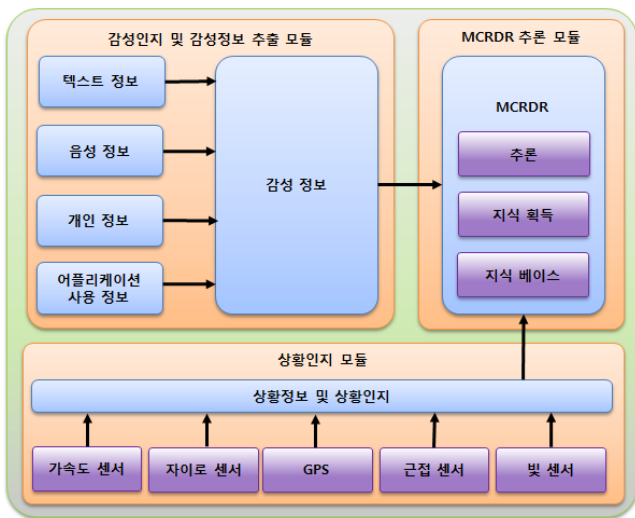 감성인지 및 감성정보 추출 모듈
텍스트 정보
음성 정보
개인 정보
어플리케이션
사용 정보
감성 정보
MCRDR 추론 모듈
MCRDR
추론
지식 획득
지식 베이스
상황인지 모듈
상황정보 및 상황인지
가속도 센서
자이로 센서
GPS
근접 센서
빛 센서